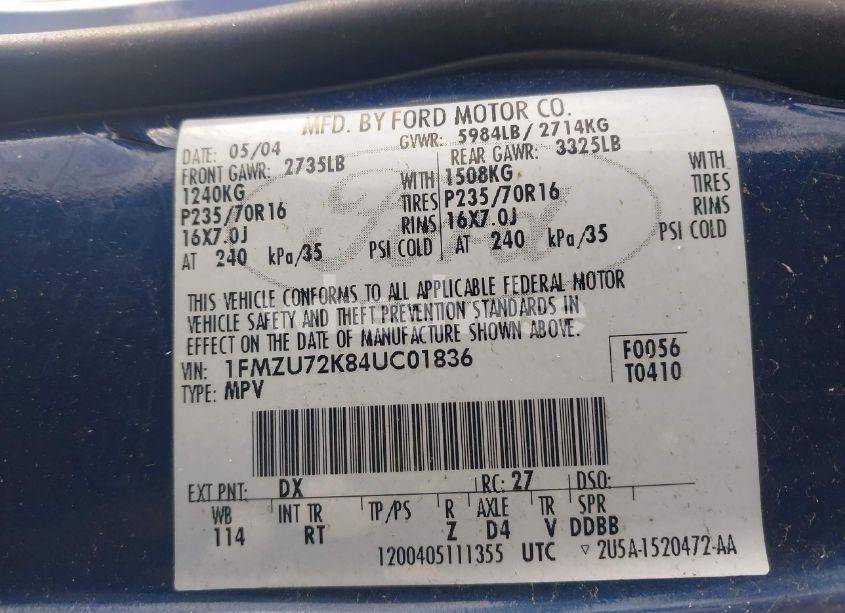 MFD. BY FORD MOTOR CO.
DATE: 05/04 GVWR: 5984LB/ 2714KG
FRONT GAWR: 2735LB REAR GAWR: 3325LB
1240KG WITH 1508KG WITH
P235/70R16 TIRES P235/70R16 TIRES
16X7.0J RIMS 16X7.0J RIMS
AT 240 kPa/35 PSI COLD AT 240 kPa/35 PSI COLD
Ford
THIS VEHICLE CONFORMS TO ALL APPLICABLE FEDERAL MOTOR
VEHICLE SAFETY AND THEFT PREVENTION STANDARDS IN
EFFECT ON THE DATE OF MANUFACTURE SHOWN ABOVE.
VIN: 1FMZU72K84UC01836 F0056
TYPE: MPV T0410
EXT PNT: DX RC: 27 DSO:
WB INT TR TP/PS R AXLE TR SPR
114 RT Z D4 V DDBB
1200405111355 UTC ▽ 2U5A-1520472-AA